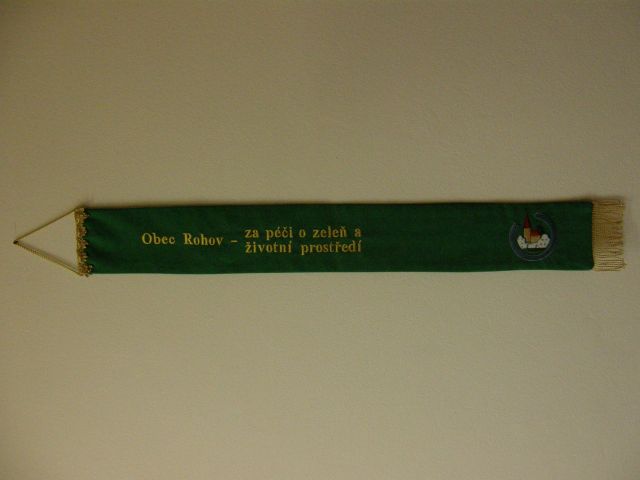 Obec Rohov – za péči o zeleň a
životní prostředí